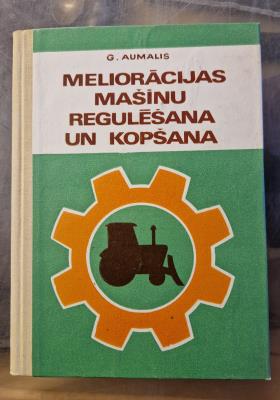 G. AUMALIS
MELIORĀCIJAS
MAŠĪNU
REGULĒŠANA
UN KOPŠANA